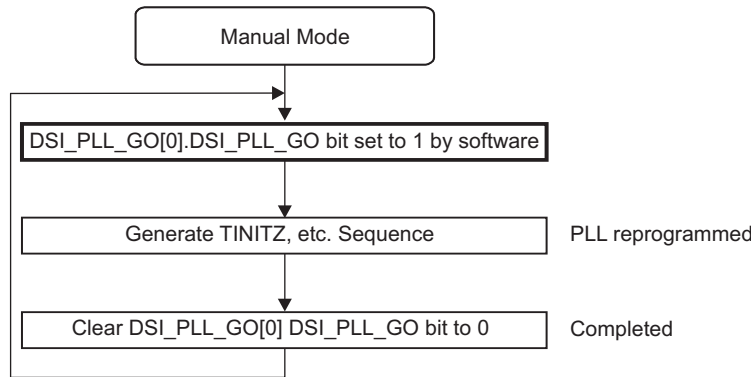 Manual Mode
DSI_PLL_GO[0].DSI_PLL_GO bit set to 1 by software
Generate TINITZ, etc. Sequence
PLL reprogrammed
Clear DSI_PLL_GO[0] DSI_PLL_GO bit to 0
Completed